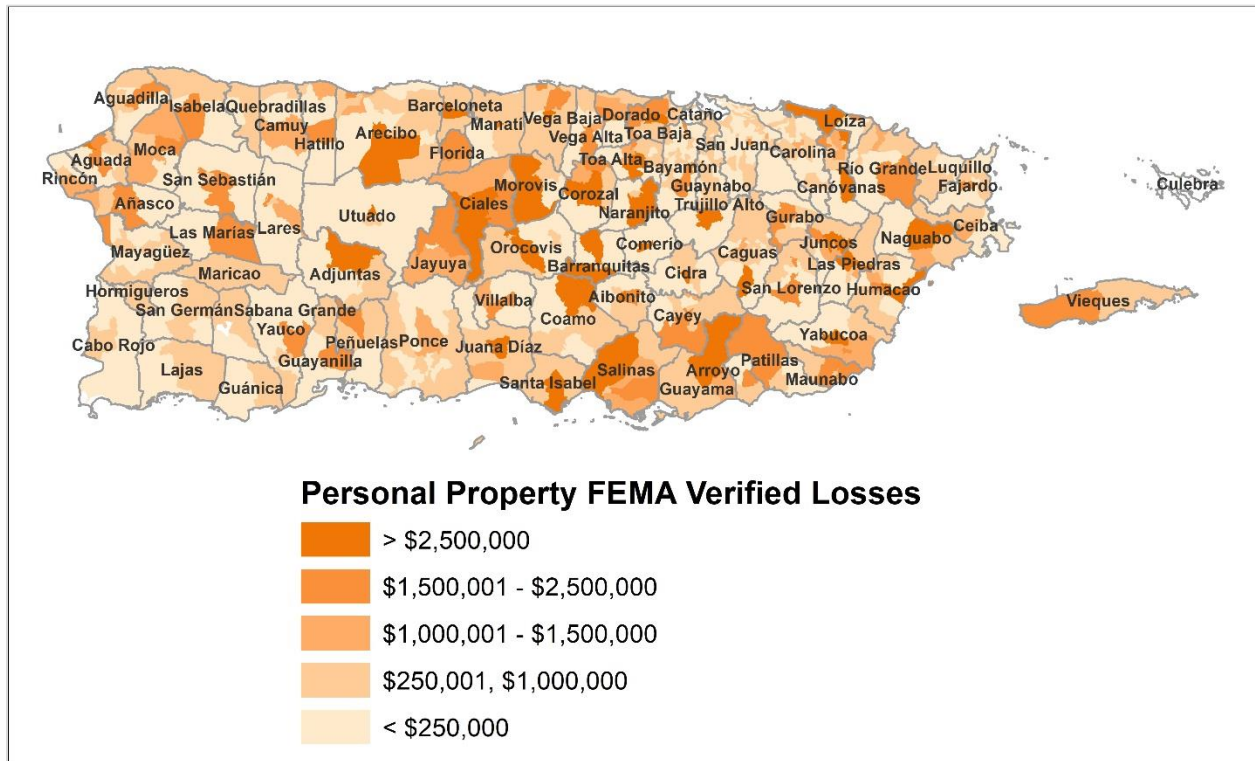 Aguadilla
Isabela
Quebradillas
Camuy
Hatillo
Arecibo
Barceloneta
Manatí
Vega Baja
Vega Alta
Dorado
Toa Baja
Cataño
Loíza
Aguada
Rincón
Moca
San Sebastián
Florida
Morovis
Ciales
Corozal
Toa Alta
Bayamón
San Juan
Guaynabo
Carolina
Trujillo Alto
Canóvanas
Río Grande
Luquillo
Fajardo
Culebra
Añasco
Las Marías
Lares
Utuado
Naranjito
Gurabo
Mayagüez
Maricao
Adjuntas
Jayuya
Orocovis
Barranquitas
Comerío
Cidra
Caguas
Juncos
Las Piedras
Naguabo
Ceiba
Hormigueros
San Germán
Sabana Grande
Yauco
Villalba
Coamo
Aibonito
Cayey
San Lorenzo
Humacao
Vieques
Cabo Rojo
Lajas
Guánica
Guayanilla
Peñuelas
Ponce
Juana Díaz
Santa Isabel
Salinas
Guayama
Arroyo
Patillas
Yabucoa
Maunabo
Personal Property FEMA Verified Losses
> $2,500,000
$1,500,001 - $2,500,000
$1,000,001 - $1,500,000
$250,001, $1,000,000
< $250,000